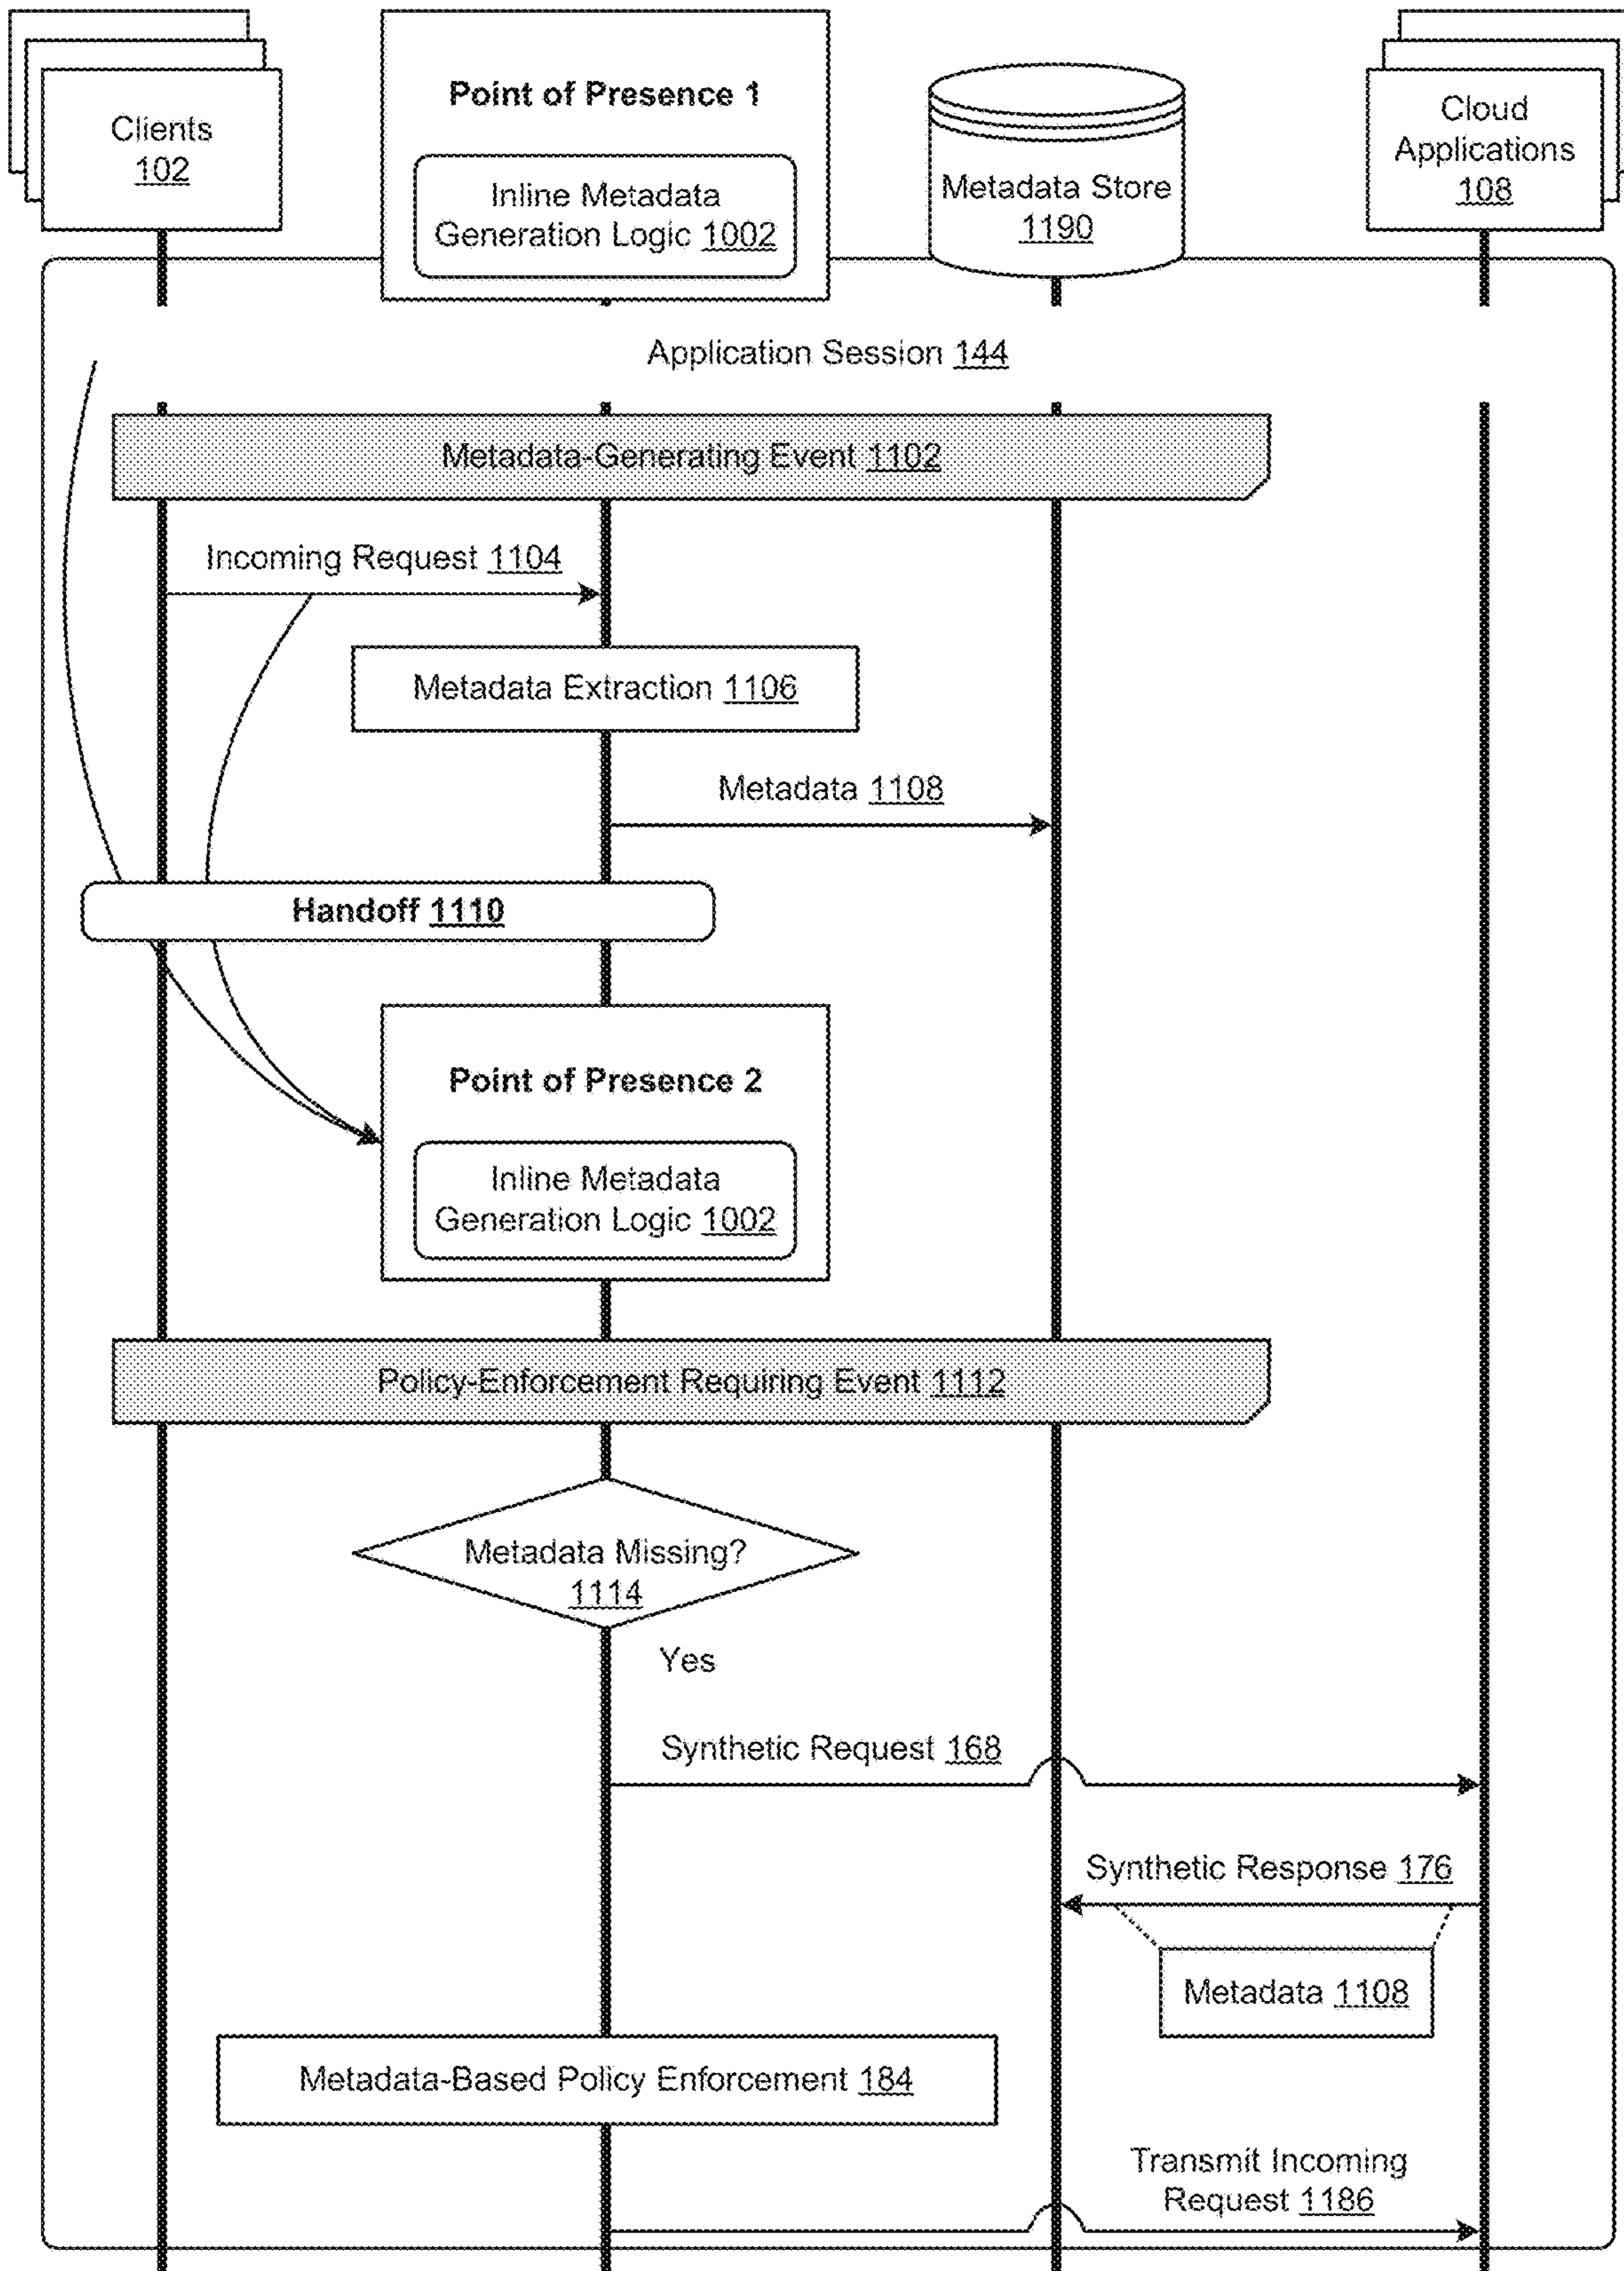 Clients
102
Point of Presence 1
Inline Metadata
Generation Logic 1002
Metadata Store
1190
Cloud
Applications
108
Application Session 144
Metadata-Generating Event 1102
Incoming Request 1104
Metadata Extraction 1106
Metadata 1108
Handoff 1110
Point of Presence 2
Inline Metadata
Generation Logic 1002
Policy-Enforcement Requiring Event 1112
Metadata Missing?
1114
Yes
Synthetic Request 168
Synthetic Response 176
Metadata 1108
Metadata-Based Policy Enforcement 184
Transmit Incoming
Request 1186